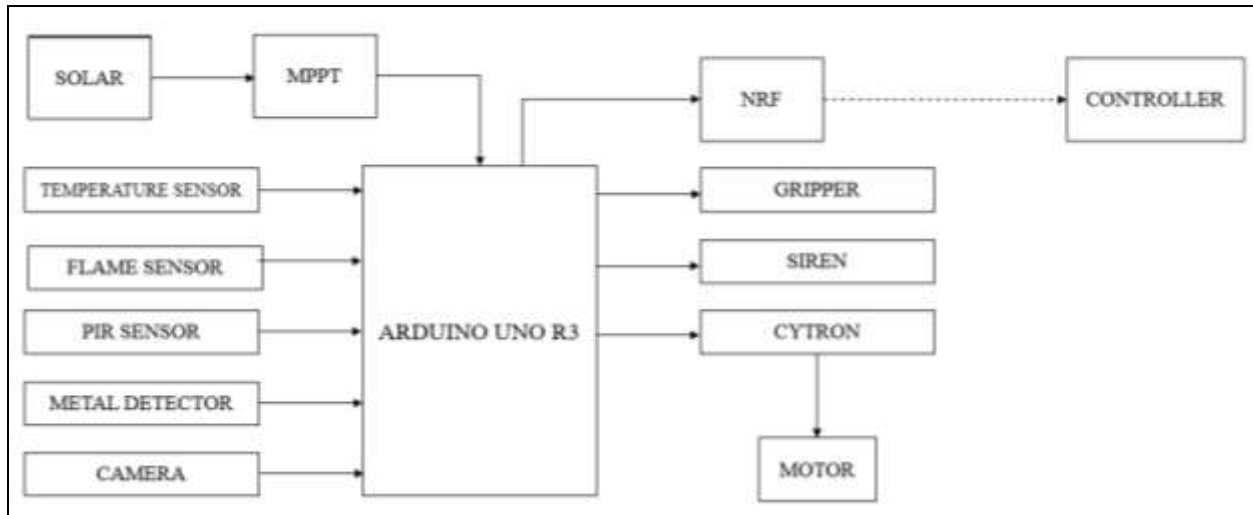 SOLAR
MPPT
NRF
CONTROLLER
TEMPERATURE SENSOR
GRIPPER
FLAME SENSOR
SIREN
PIR SENSOR
ARDUINO UNO R3
CYTRON
METAL DETECTOR
CAMERA
MOTOR